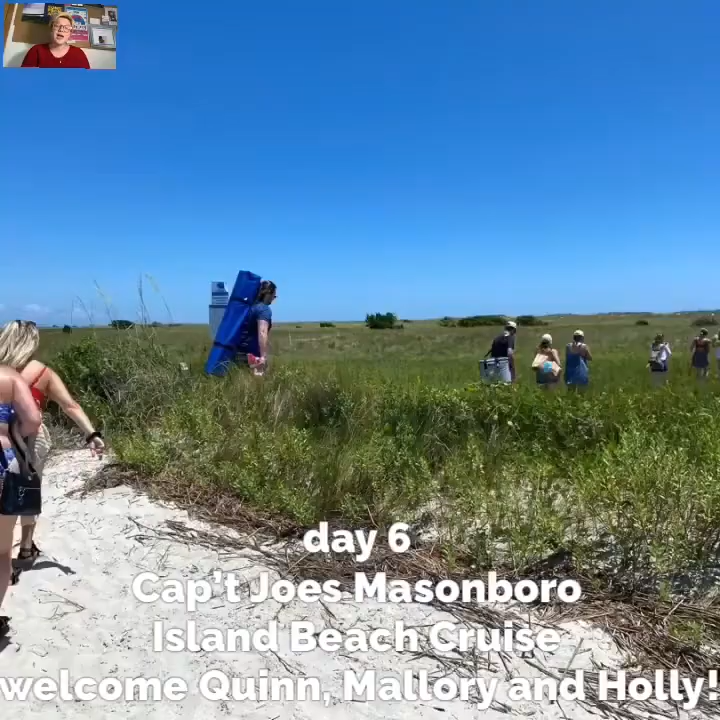 day 6
Cap't Joes Masonboro
Island Beach Cruise
welcome Quinn, Mallory and Holly!